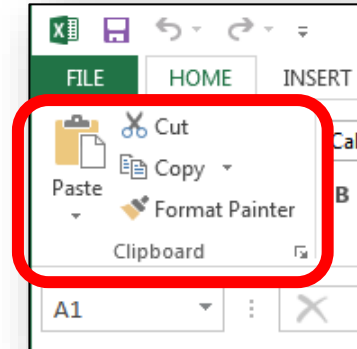 FILE HOME INSERT
Cut
Cal
Copy
Paste
B
Format Painter
Clipboard
A1